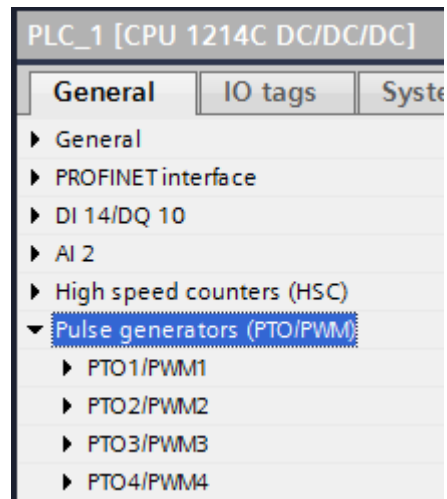 PLC_1 [CPU 1214C DC/DC/DC]
General IO tags Syste
General
PROFINET interface
DI 14/DQ 10
AI 2
High speed counters (HSC)
Pulse generators (PTO/PWM)
PTO1/PWM1
PTO2/PWM2
PTO3/PWM3
PTO4/PWM4